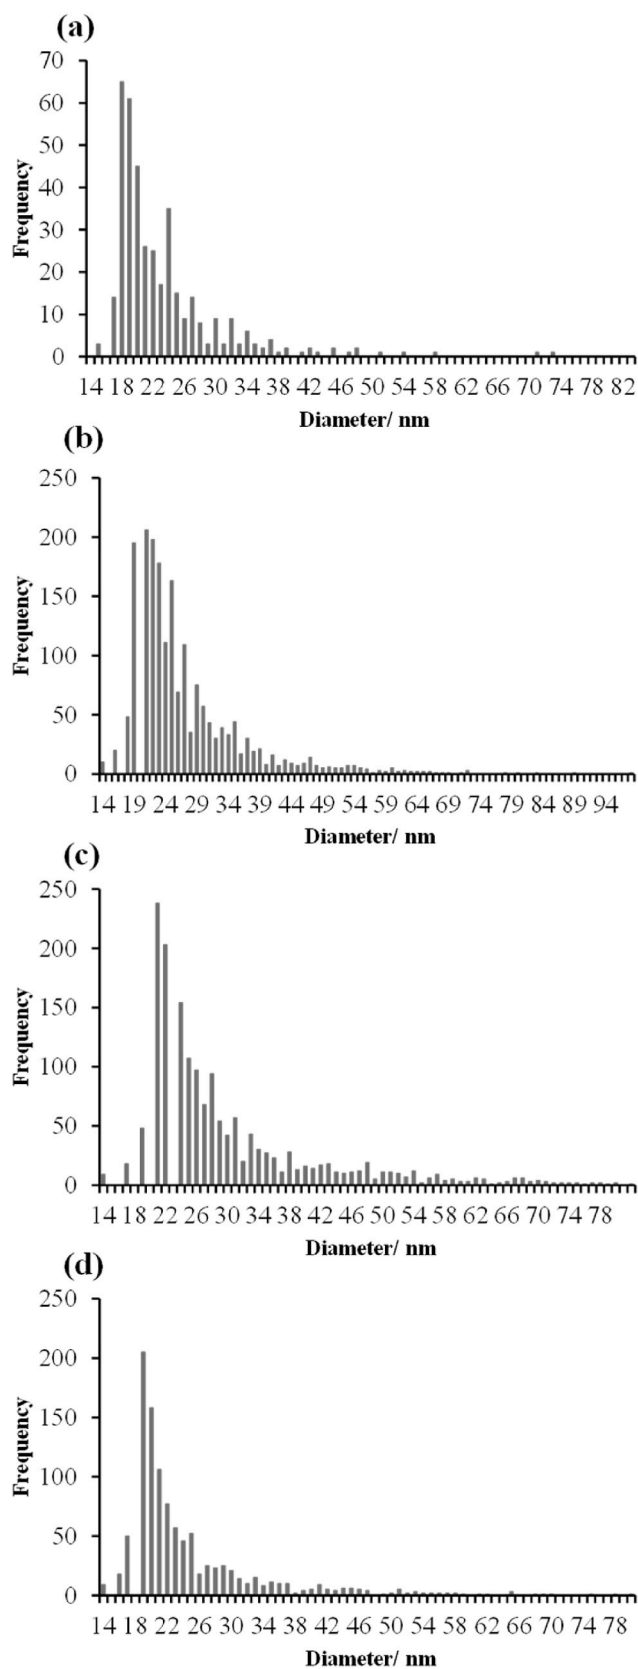 (a)
70
60
50
40
30
20
10
0
Frequency
14 18 22 26 30 34 38 42 46 50 54 58 62 66 70 74 78 82
Diameter/ nm
(b)
250
200
150
100
50
0
Frequency
14 19 24 29 34 39 44 49 54 59 64 69 74 79 84 89 94
Diameter/ nm
(c)
250
200
150
100
50
0
Frequency
14 18 22 26 30 34 38 42 46 50 54 58 62 66 70 74 78
Diameter/ nm
(d)
250
200
150
100
50
0
Frequency
14 18 22 26 30 34 38 42 46 50 54 58 62 66 70 74 78
Diameter/ nm